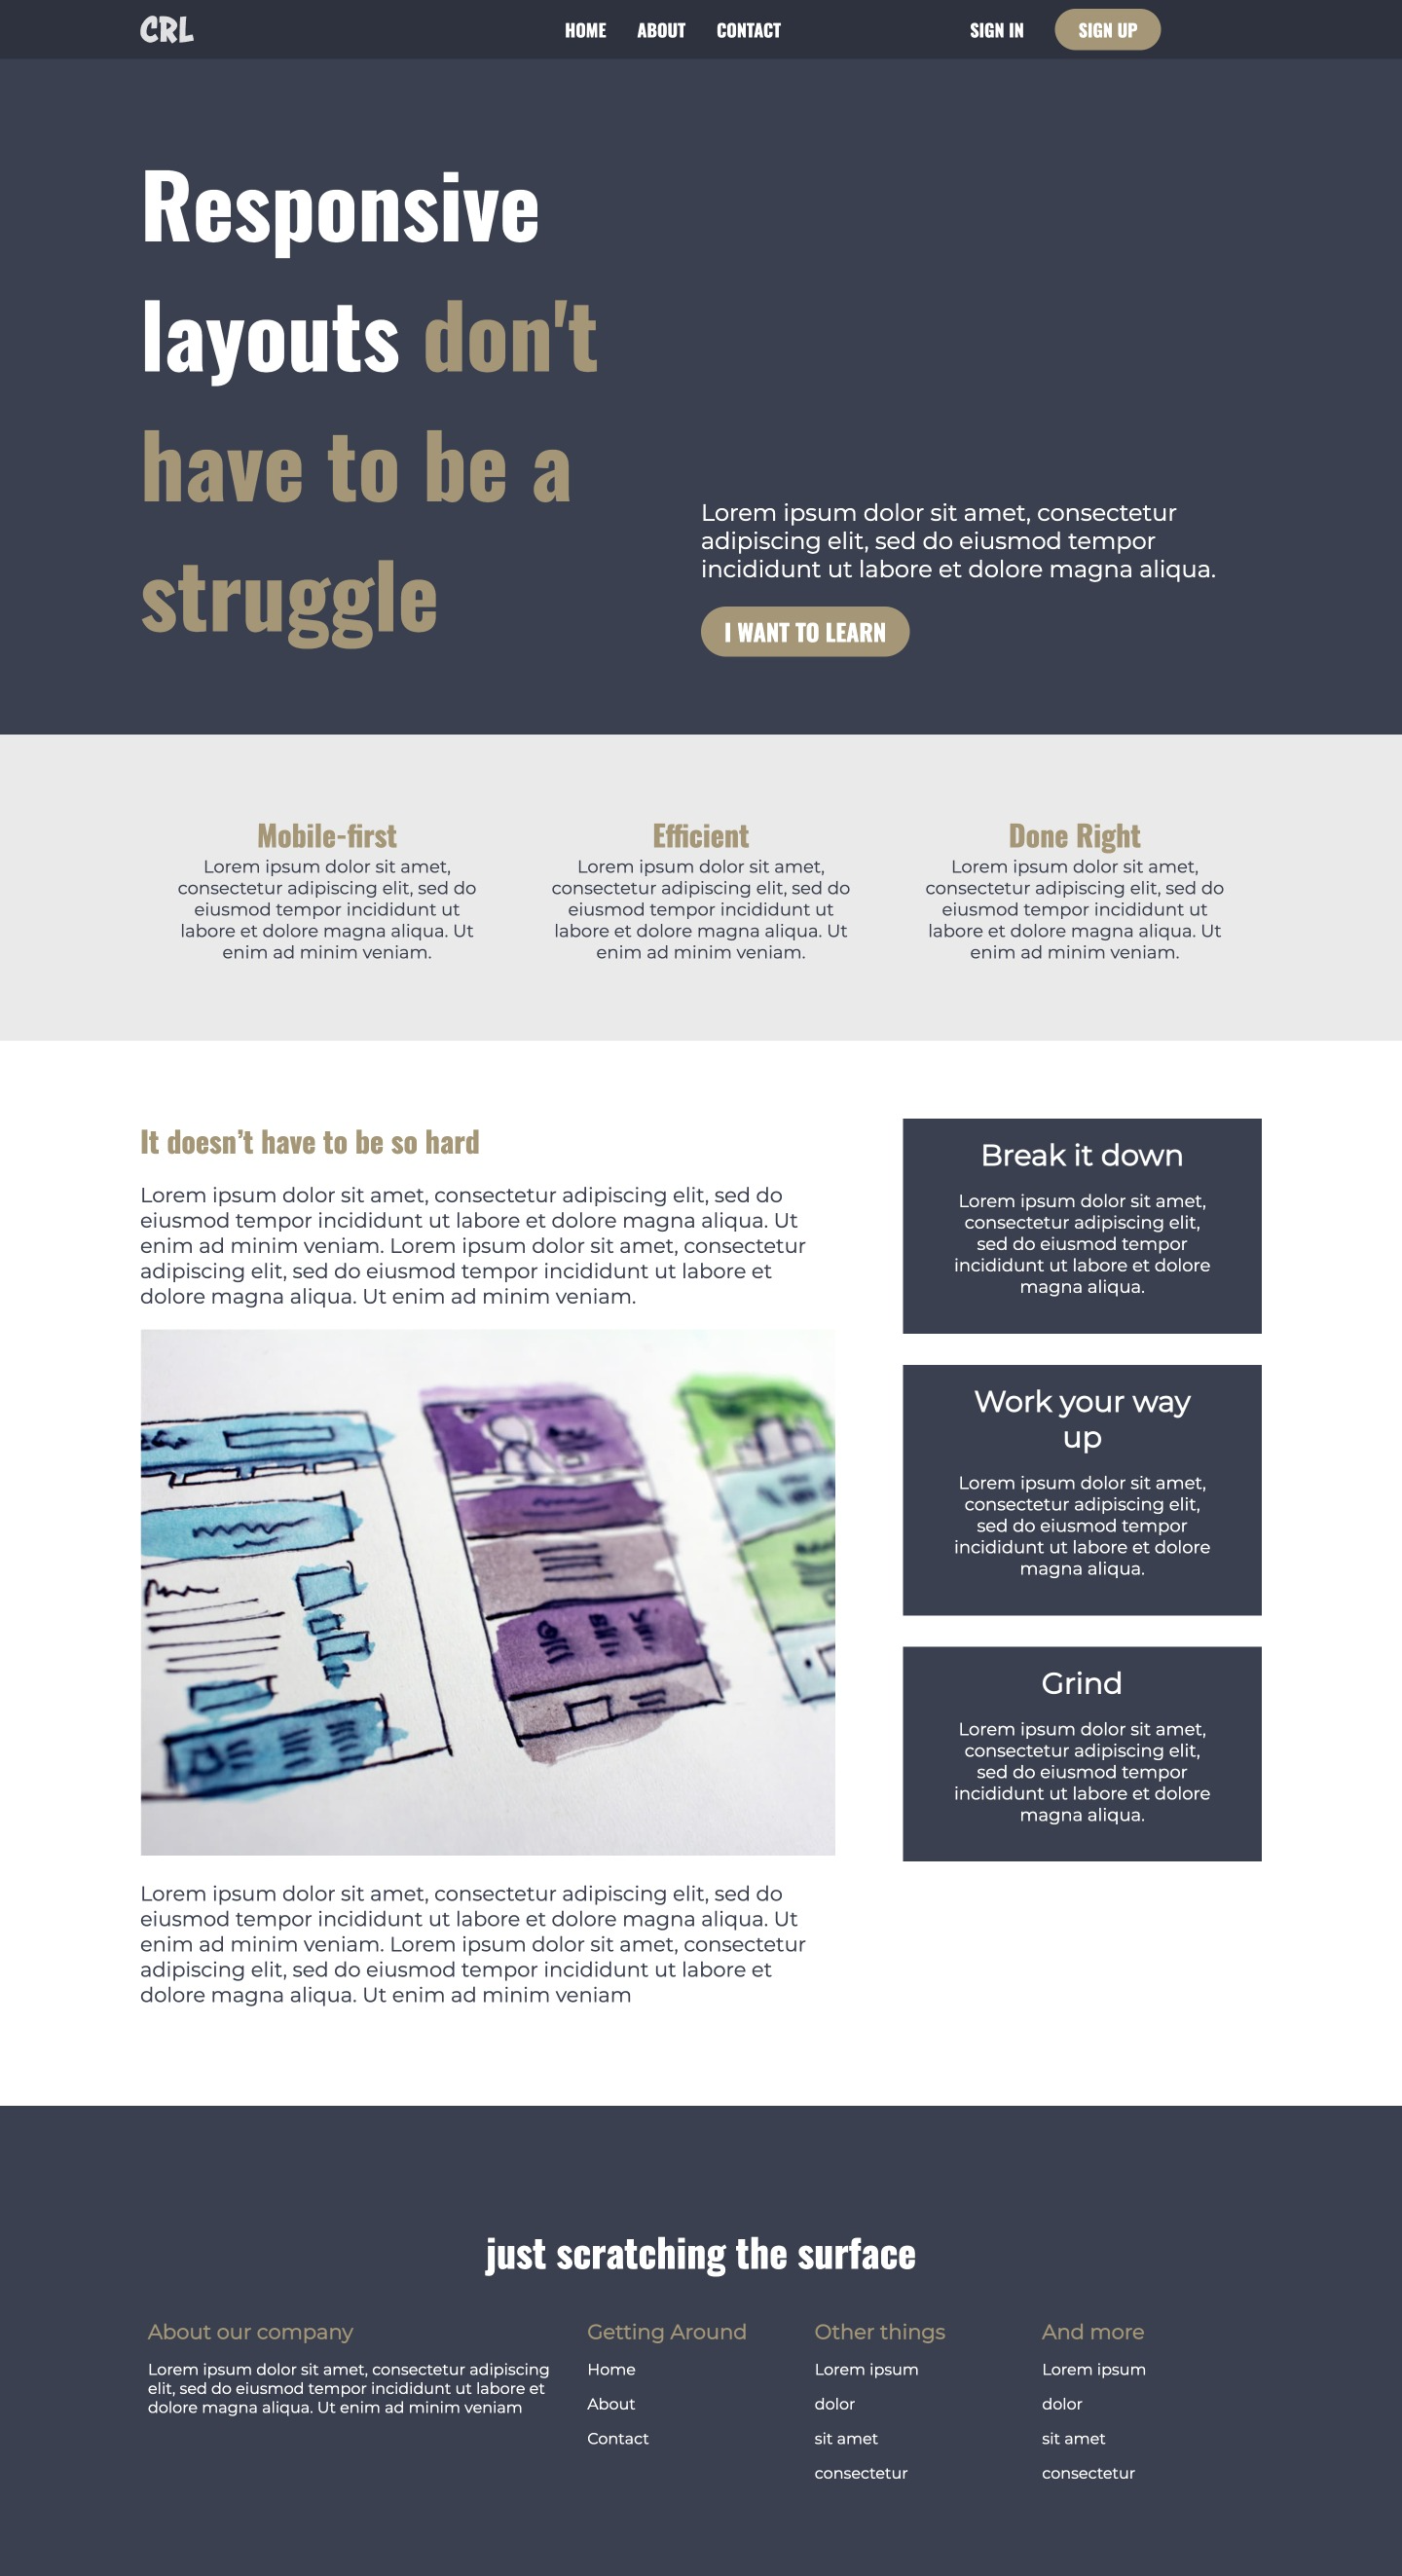 CRL
HOME ABOUT CONTACT
SIGN IN SIGN UP
Responsive
layouts don't
have to be a
struggle
Lorem ipsum dolor sit amet, consectetur
adipiscing elit, sed do eiusmod tempor
incididunt ut labore et dolore magna aliqua.
I WANT TO LEARN
Mobile-first
Lorem ipsum dolor sit amet,
consectetur adipiscing elit, sed do
eiusmod tempor incididunt ut
labore et dolore magna aliqua. Ut
enim ad minim veniam.
Efficient
Lorem ipsum dolor sit amet,
consectetur adipiscing elit, sed do
eiusmod tempor incididunt ut
labore et dolore magna aliqua. Ut
enim ad minim veniam.
Done Right
Lorem ipsum dolor sit amet,
consectetur adipiscing elit, sed do
eiusmod tempor incididunt ut
labore et dolore magna aliqua. Ut
enim ad minim veniam.
It doesn’t have to be so hard
Lorem ipsum dolor sit amet, consectetur adipiscing elit, sed do
eiusmod tempor incididunt ut labore et dolore magna aliqua. Ut
enim ad minim veniam. Lorem ipsum dolor sit amet, consectetur
adipiscing elit, sed do eiusmod tempor incididunt ut labore et
dolore magna aliqua. Ut enim ad minim veniam.
Lorem ipsum dolor sit amet, consectetur adipiscing elit, sed do
eiusmod tempor incididunt ut labore et dolore magna aliqua. Ut
enim ad minim veniam. Lorem ipsum dolor sit amet, consectetur
adipiscing elit, sed do eiusmod tempor incididunt ut labore et
dolore magna aliqua. Ut enim ad minim veniam
Break it down
Lorem ipsum dolor sit amet,
consectetur adipiscing elit,
sed do eiusmod tempor
incididunt ut labore et dolore
magna aliqua.
Work your way
up
Lorem ipsum dolor sit amet,
consectetur adipiscing elit,
sed do eiusmod tempor
incididunt ut labore et dolore
magna aliqua.
Grind
Lorem ipsum dolor sit amet,
consectetur adipiscing elit,
sed do eiusmod tempor
incididunt ut labore et dolore
magna aliqua.
just scratching the surface
About our company
Lorem ipsum dolor sit amet, consectetur adipiscing
elit, sed do eiusmod tempor incididunt ut labore et
dolore magna aliqua. Ut enim ad minim veniam
Getting Around
Home
About
Contact
Other things
Lorem ipsum
dolor
sit amet
consectetur
And more
Lorem ipsum
dolor
sit amet
consectetur